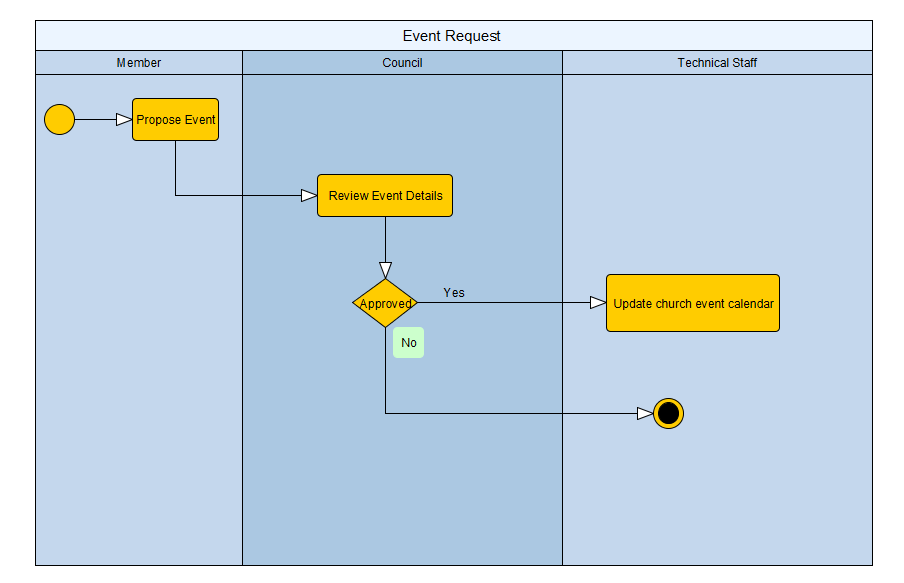 Event Request
Member
Council
Technical Staff
Propose Event
Review Event Details
Approved
Yes
Update church event calendar
No